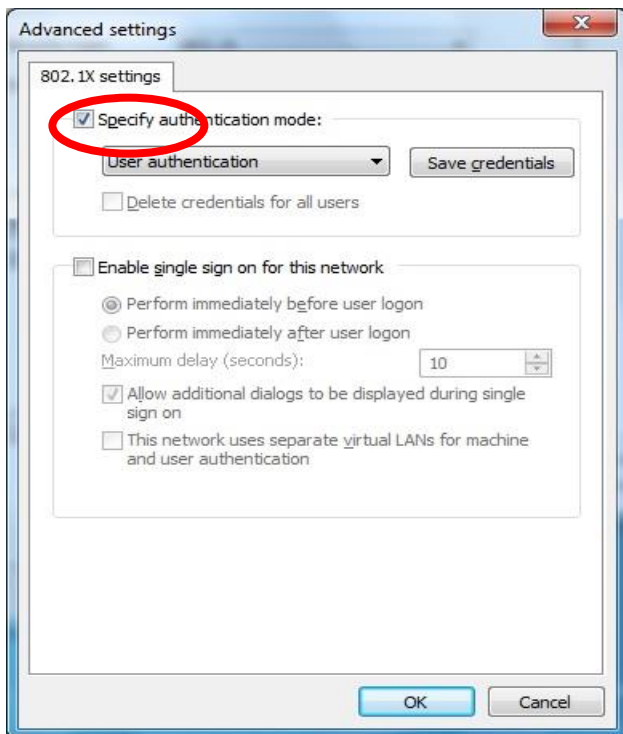 Advanced settings
802.1X settings
Specify authentication mode:
User authentication
Save credentials
Delete credentials for all users
Enable single sign on for this network
Perform immediately before user logon
Perform immediately after user logon
Maximum delay (seconds):
10
Allow additional dialogs to be displayed during single
sign on
This network uses separate virtual LANs for machine
and user authentication
OK
Cancel